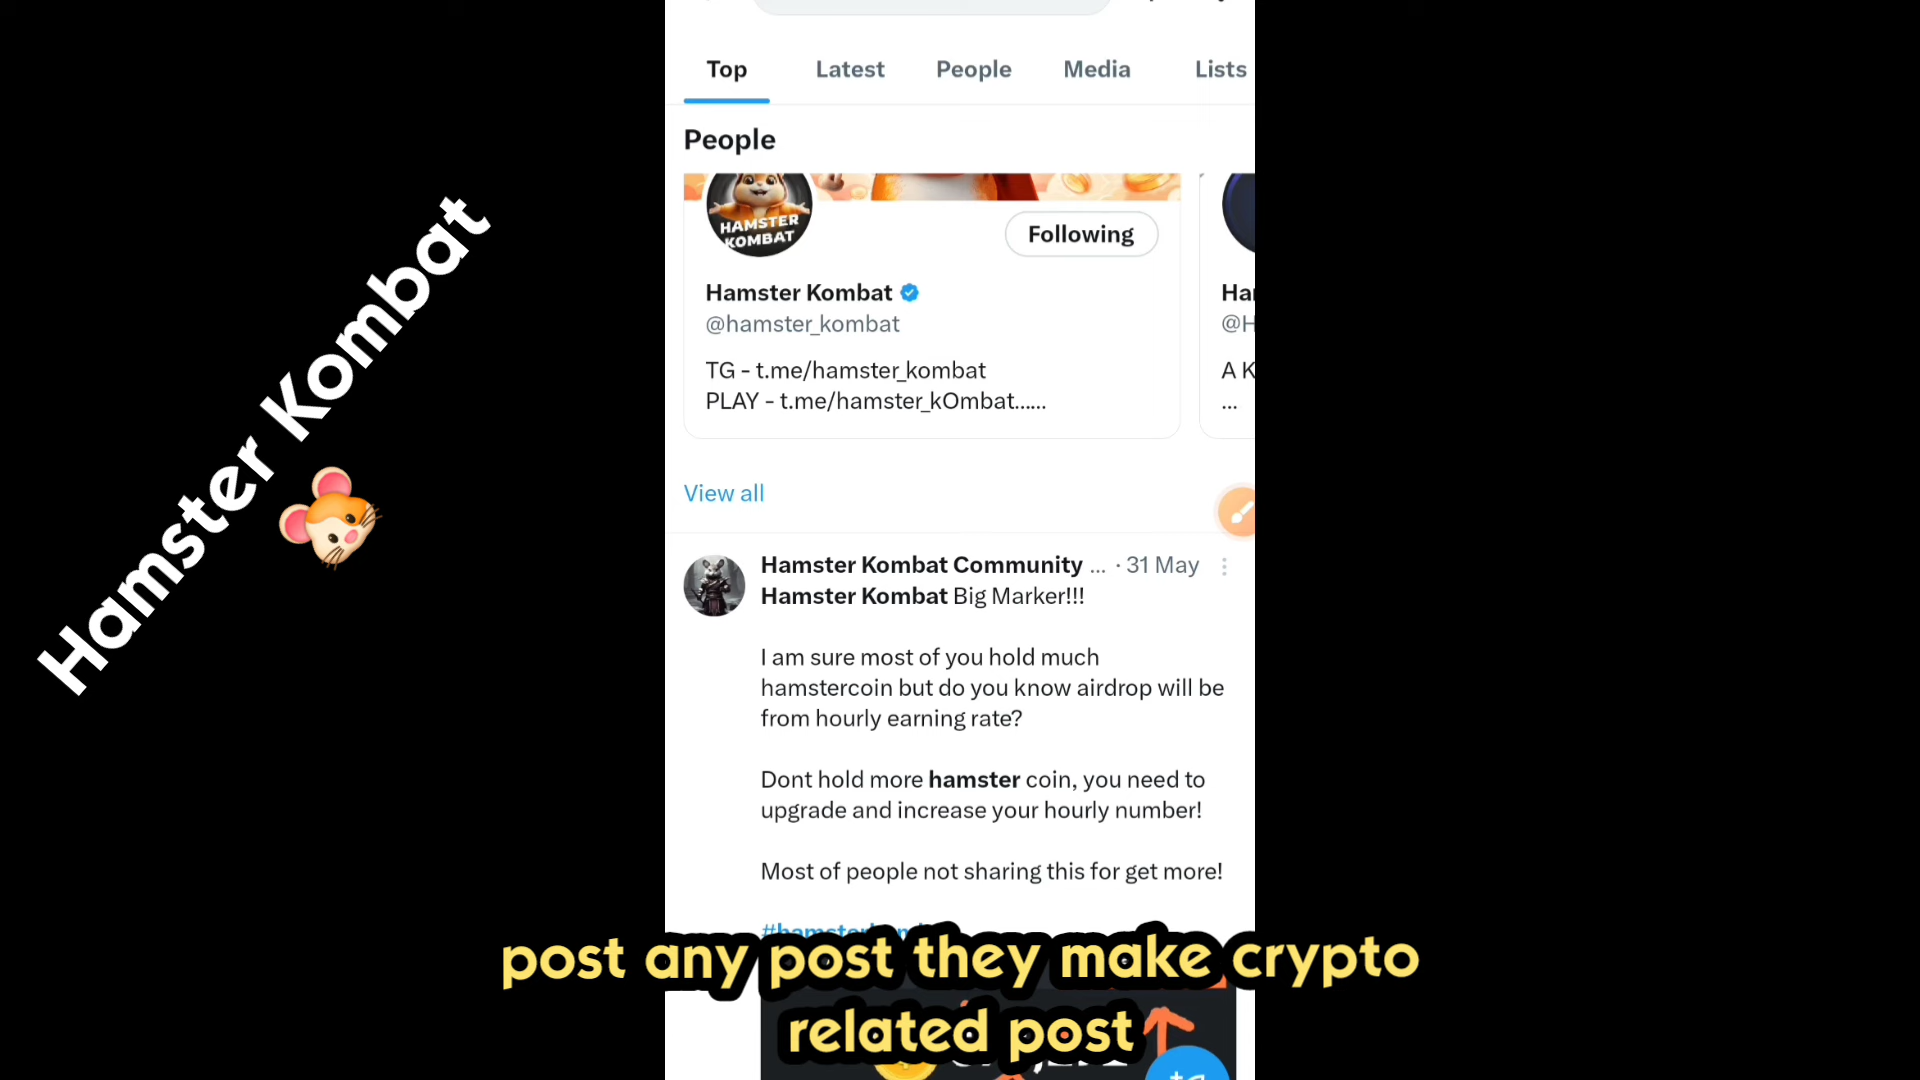 Top Latest People Media Lists
People
HAMSTER
KOMBAT
Following
Hamster Kombat
@hamster_kombat
TG - t.me/hamster_kombat
PLAY - t.me/hamster_kOmbat......
Ha
@H
A K
...
View all
Hamster Kombat Community ... · 31 May
Hamster Kombat Big Marker!!!
I am sure most of you hold much
hamstercoin but do you know airdrop will be
from hourly earning rate?
Dont hold more hamster coin, you need to
upgrade and increase your hourly number!
Most of people not sharing this for get more!
Hamster Kombat
post any post they make crypto
related post